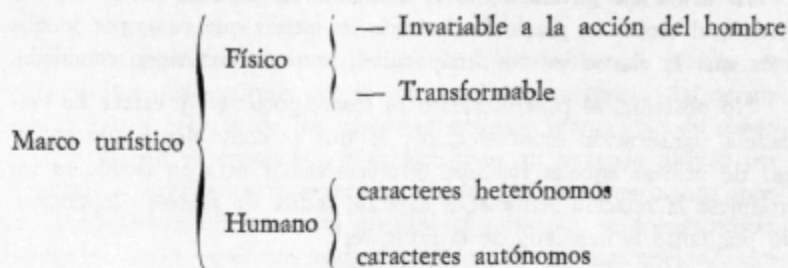 — Invariable a la acción del hombre
Físico
— Transformable
Marco turístico
caracteres heterónomos
Humano
caracteres autónomos